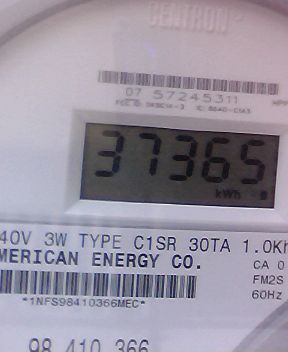 CENTRON
07 57245311
37365
kWh
40V 3W TYPE C1SR 30TA 1.0Kh
MERICAN ENERGY CO.
CA 0
FM2S
60Hz
*1NFS98410366MEC*
98 410 366